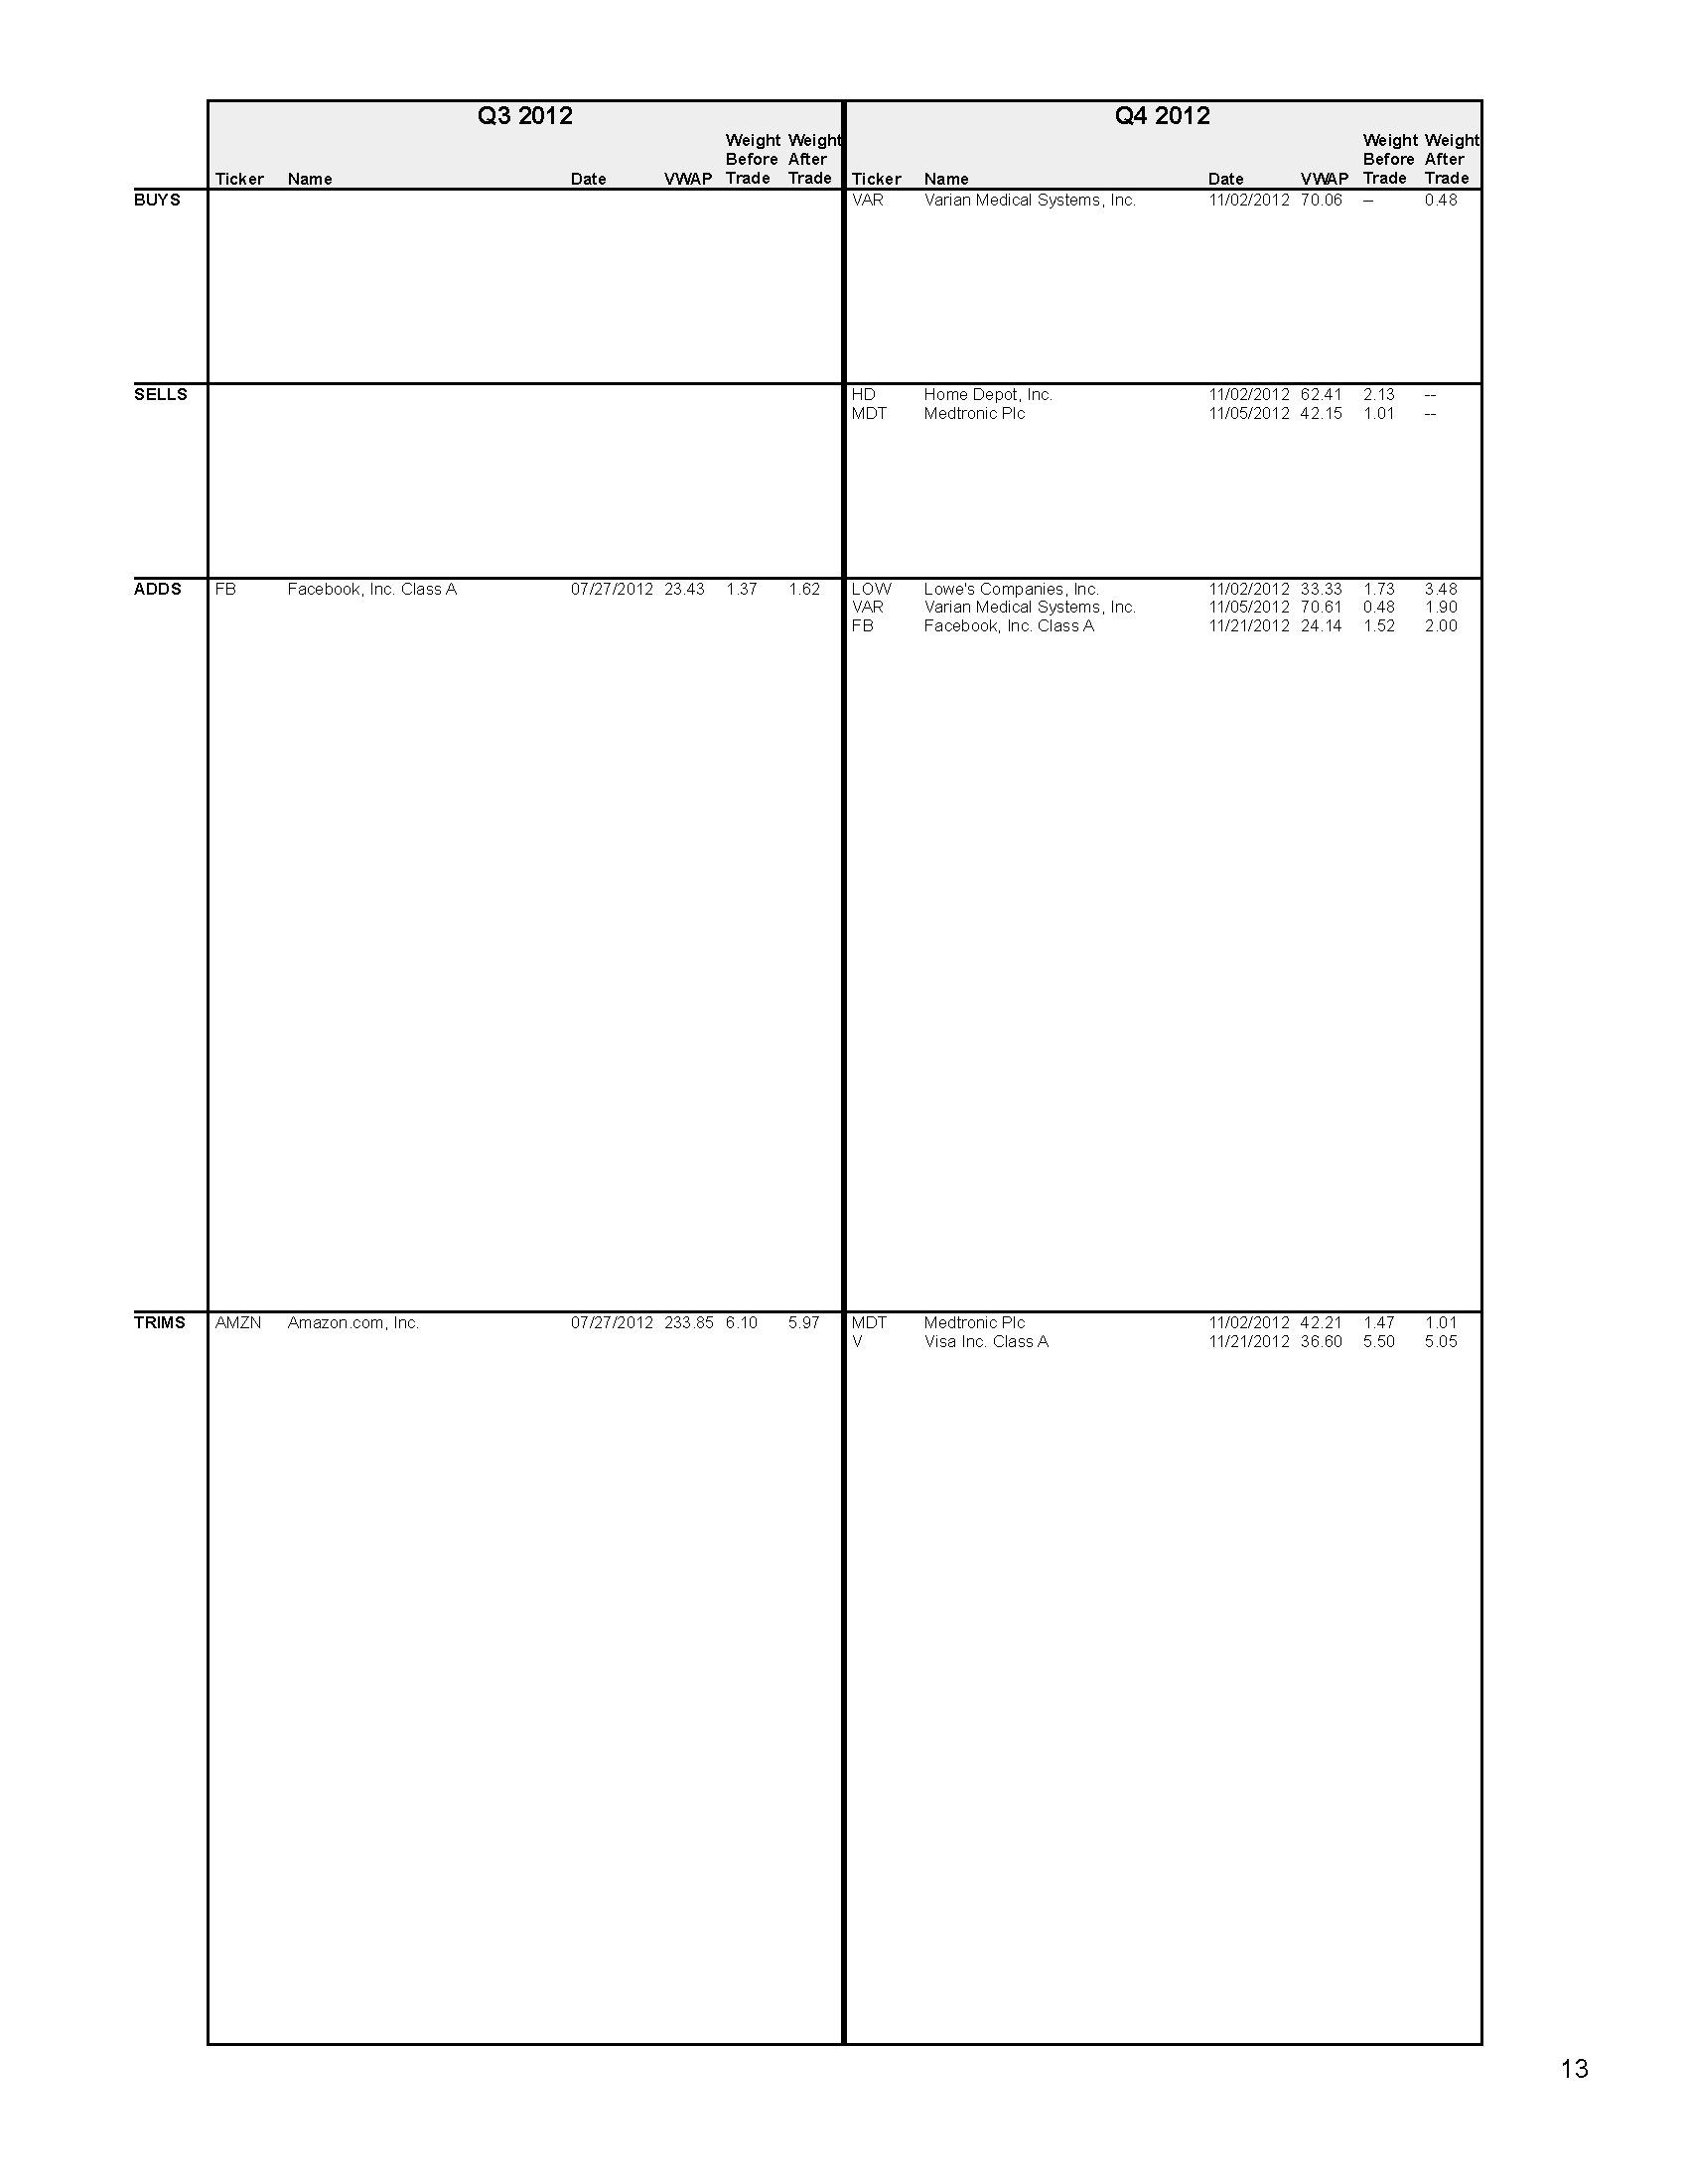 Q3 2012 Q4 2012
Weight Weight Weight Weight
Before After Before After
Ticker Name Date VWAP Trade Trade Ticker Name Date VWAP Trade Trade
BUYS VAR Varian Medical Systems, Inc. 11/02/2012 70.06 – 0.48
SELLS HD Home Depot, Inc. 11/02/2012 62.41 2.13 --
MDT Medtronic Plc 11/05/2012 42.15 1.01 --
ADDS FB Facebook, Inc. Class A 07/27/2012 23.43 1.37 1.62 LOW Lowe's Companies, Inc. 11/02/2012 33.33 1.73 3.48
VAR Varian Medical Systems, Inc. 11/05/2012 70.61 0.48 1.90
FB Facebook, Inc. Class A 11/21/2012 24.14 1.52 2.00
TRIMS AMZN Amazon.com, Inc. 07/27/2012 233.85 6.10 5.97 MDT Medtronic Plc 11/02/2012 42.21 1.47 1.01
V Visa Inc. Class A 11/21/2012 36.60 5.50 5.05
13